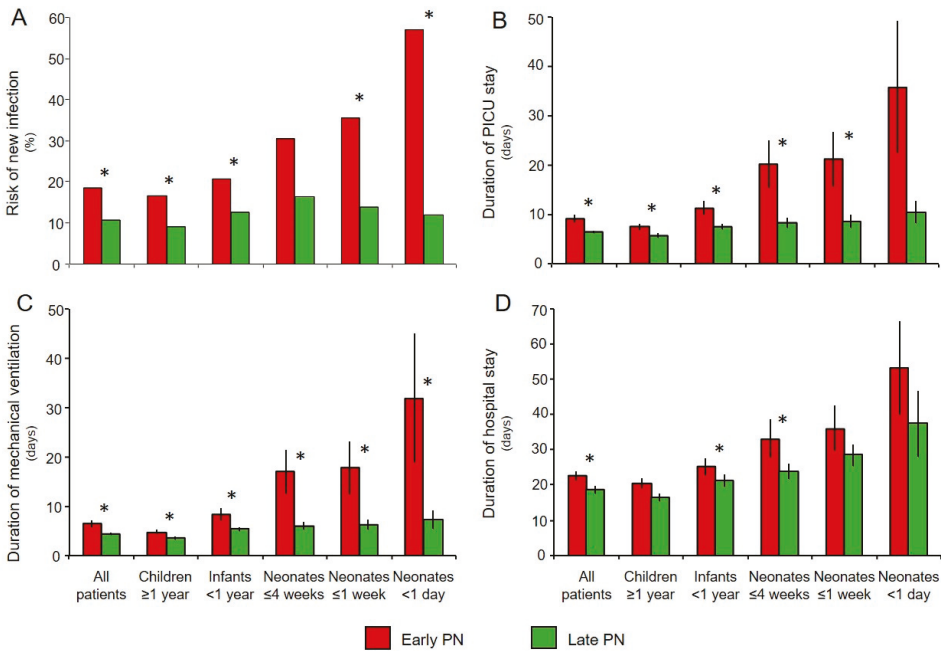 A
Risk of new infection
(%)
60
50
40
30
20
10
0
*
*
*
*
*
B
Duration of PICU stay
(days)
50
40
30
20
10
0
*
*
*
*
*
C
Duration of mechanical ventilation
(days)
50
40
30
20
10
0
*
*
*
*
*
*
All
patients
Children
≥1 year
Infants
<1 year
Neonates
≤4 weeks
Neonates
≤1 week
Neonates
<1 day
D
Duration of hospital stay
(days)
70
60
50
40
30
20
10
0
*
*
*
All
patients
Children
≥1 year
Infants
<1 year
Neonates
≤4 weeks
Neonates
≤1 week
Neonates
<1 day
Early PN
Late PN